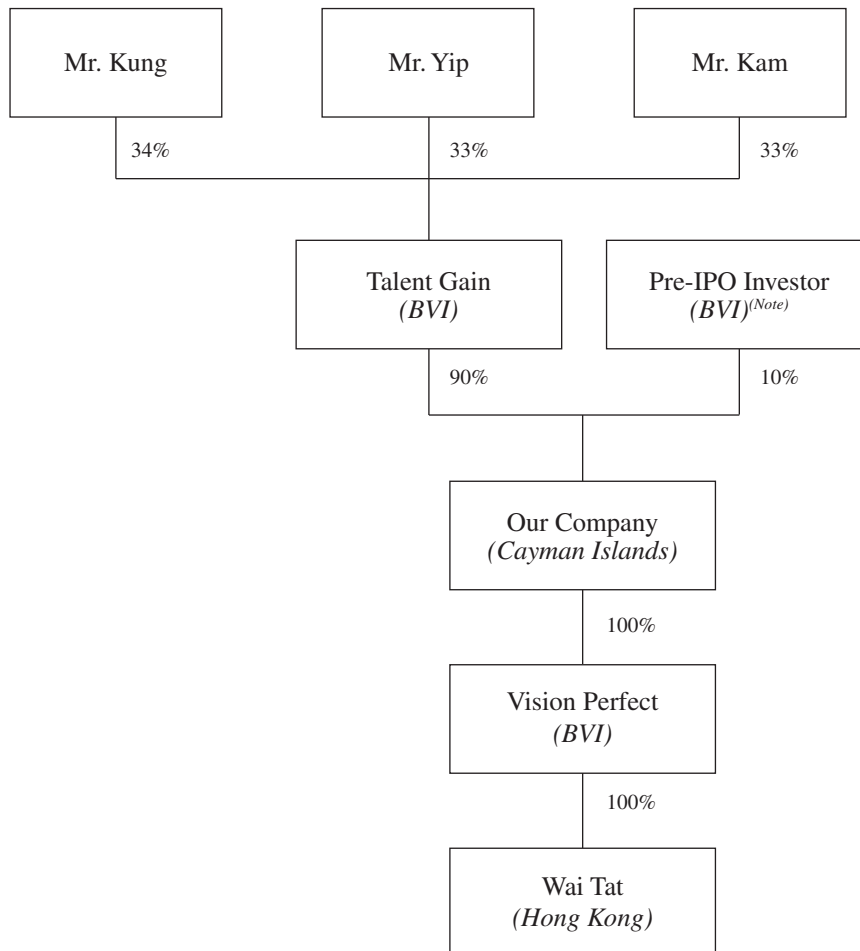 Mr. Kung
Mr. Yip
Mr. Kam
34%
33%
33%
Talent Gain
(BVI)
Pre-IPO Investor
(BVI)(Note)
90%
10%
Our Company
(Cayman Islands)
100%
Vision Perfect
(BVI)
100%
Wai Tat
(Hong Kong)